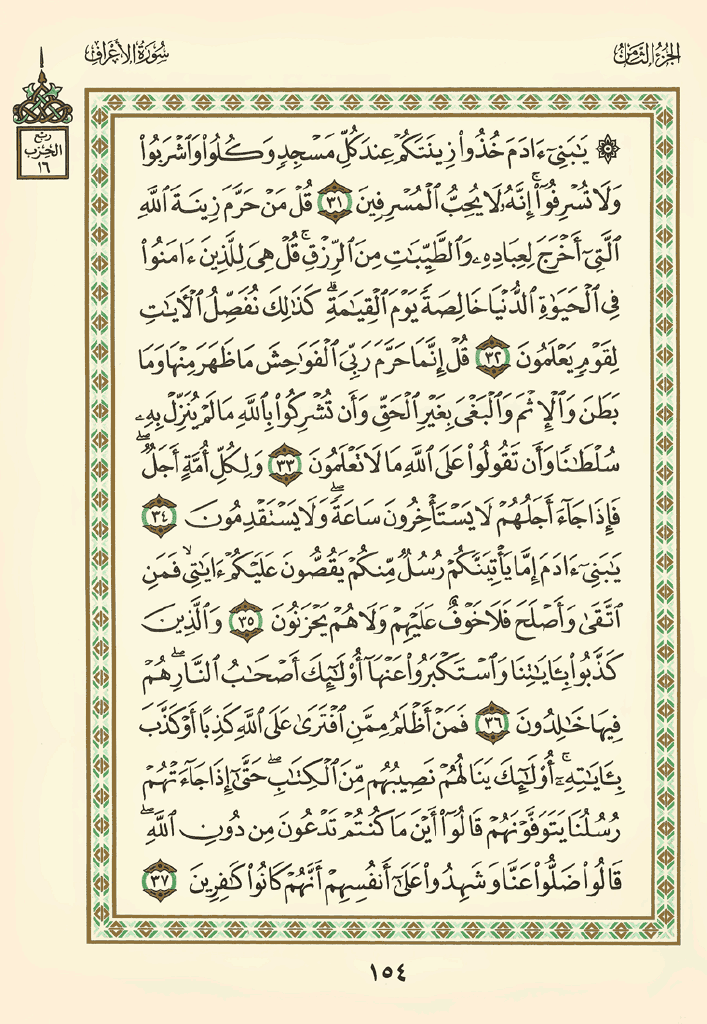 الجزء الثامن
سورة الأعراف
ربع
الحزب
١٦
۞ يَـٰبَنِىٓ ءَادَمَ خُذُوا۟ زِينَتَكُمْ عِندَ كُلِّ مَسْجِدٍ وَكُلُوا۟ وَٱشْرَبُوا۟
وَلَا تُسْرِفُوٓا۟ ۚ إِنَّهُۥ لَا يُحِبُّ ٱلْمُسْرِفِينَ ٣١ قُلْ مَنْ حَرَّمَ زِينَةَ ٱللَّهِ
ٱلَّتِىٓ أَخْرَجَ لِعِبَادِهِۦ وَٱلطَّيِّبَـٰتِ مِنَ ٱلرِّزْقِ ۚ قُلْ هِىَ لِلَّذِينَ ءَامَنُوا۟
فِى ٱلْحَيَوٰةِ ٱلدُّنْيَا خَالِصَةً يَوْمَ ٱلْقِيَـٰمَةِ ۗ كَذَٰلِكَ نُفَصِّلُ ٱلْـَٔايَـٰتِ
لِقَوْمٍ يَعْلَمُونَ ٣٢ قُلْ إِنَّمَا حَرَّمَ رَبِّىَ ٱلْفَوَٰحِشَ مَا ظَهَرَ مِنْهَا وَمَا
بَطَنَ وَٱلْإِثْمَ وَٱلْبَغْىَ بِغَيْرِ ٱلْحَقِّ وَأَن تُشْرِكُوا۟ بِٱللَّهِ مَا لَمْ يُنَزِّلْ بِهِۦ
سُلْطَـٰنًا وَأَن تَقُولُوا۟ عَلَى ٱللَّهِ مَا لَا تَعْلَمُونَ ٣٣ وَلِكُلِّ أُمَّةٍ أَجَلٌ ۖ
فَإِذَا جَآءَ أَجَلُهُمْ لَا يَسْتَأْخِرُونَ سَاعَةً ۖ وَلَا يَسْتَقْدِمُونَ ٣٤
يَـٰبَنِىٓ ءَادَمَ إِمَّا يَأْتِيَنَّكُمْ رُسُلٌ مِّنكُمْ يَقُصُّونَ عَلَيْكُمْ ءَايَـٰتِى ۙ فَمَنِ
ٱتَّقَىٰ وَأَصْلَحَ فَلَا خَوْفٌ عَلَيْهِمْ وَلَا هُمْ يَحْزَنُونَ ٣٥ وَٱلَّذِينَ
كَذَّبُوا۟ بِـَٔايَـٰتِنَا وَٱسْتَكْبَرُوا۟ عَنْهَآ أُو۟لَـٰٓئِكَ أَصْحَـٰبُ ٱلنَّارِ ۖ هُمْ
فِيهَا خَـٰلِدُونَ ٣٦ فَمَنْ أَظْلَمُ مِمَّنِ ٱفْتَرَىٰ عَلَى ٱللَّهِ كَذِبًا أَوْ كَذَّبَ
بِـَٔايَـٰتِهِۦٓ ۚ أُو۟لَـٰٓئِكَ يَنَالُهُمْ نَصِيبُهُم مِّنَ ٱلْكِتَـٰبِ ۖ حَتَّىٰٓ إِذَا جَآءَتْهُمْ
رُسُلُنَا يَتَوَفَّوْنَهُمْ قَالُوٓا۟ أَيْنَ مَا كُنتُمْ تَدْعُونَ مِن دُونِ ٱللَّهِ ۖ
قَالُوا۟ ضَلُّوا۟ عَنَّا وَشَهِدُوا۟ عَلَىٰٓ أَنفُسِهِمْ أَنَّهُمْ كَانُوا۟ كَـٰفِرِينَ ٣٧
١٥٤